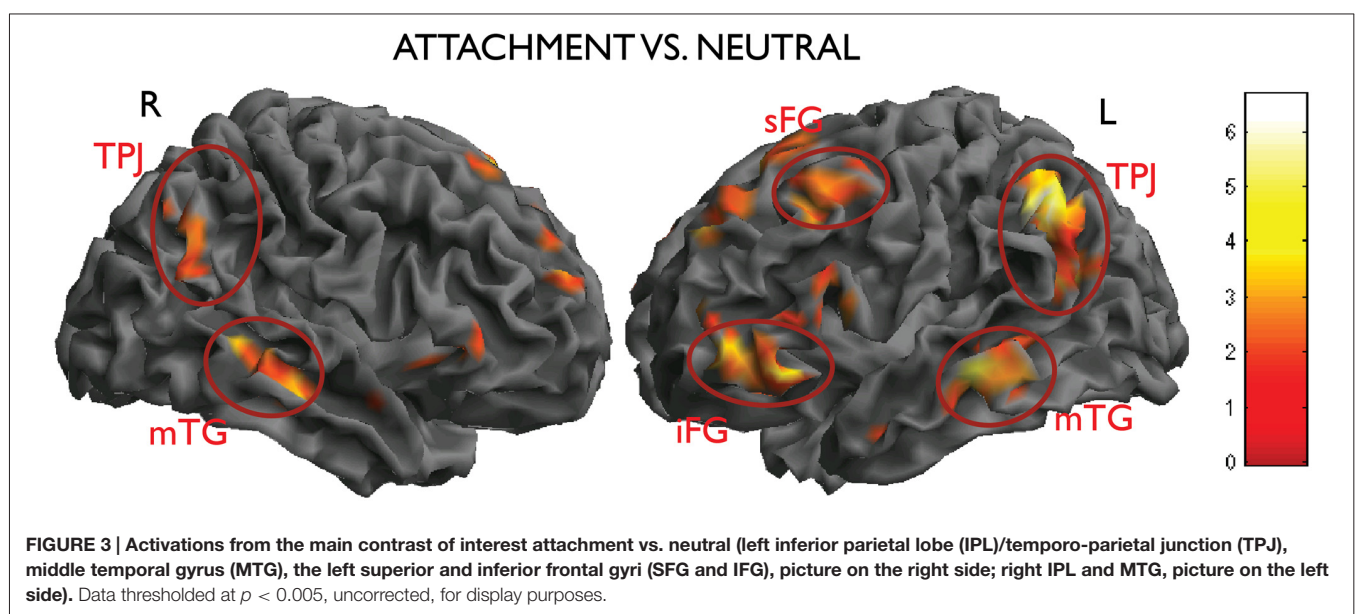 ATTACHMENT VS. NEUTRAL
R
L
TPJ
mTG
sFG
TPJ
iFG
mTG
6
5
4
3
2
1
0
FIGURE 3 | Activations from the main contrast of interest attachment vs. neutral (left inferior parietal lobe (IPL)/temporo-parietal junction (TPJ),
middle temporal gyrus (MTG), the left superior and inferior frontal gyri (SFG and IFG), picture on the right side; right IPL and MTG, picture on the left
side). Data thresholded at p < 0.005, uncorrected, for display purposes.